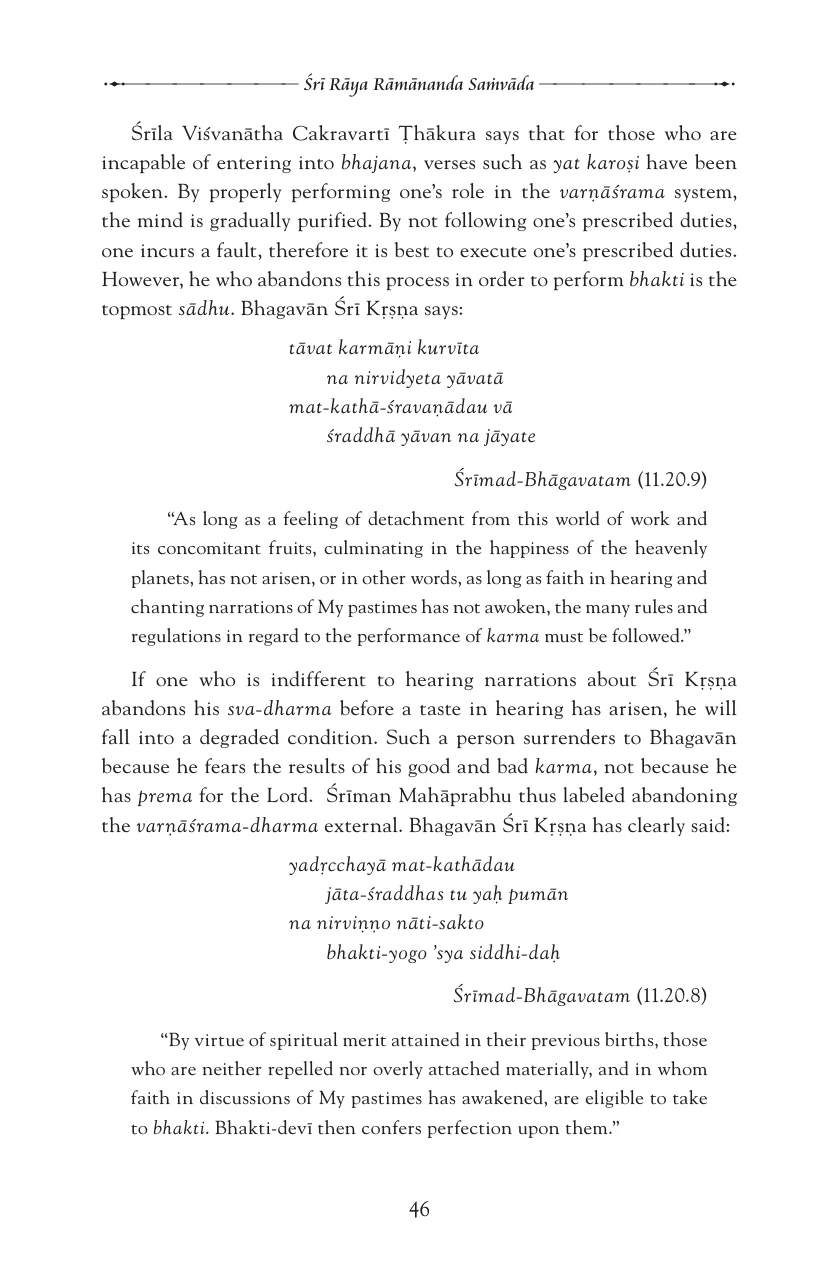 Śrī Rāya Rāmānanda Saṁvāda
Śrīla Viśvanātha Cakravartī Ṭhākura says that for those who are
incapable of entering into bhajana, verses such as yat karoṣi have been
spoken. By properly performing one’s role in the varṇāśrama system,
the mind is gradually purified. By not following one’s prescribed duties,
one incurs a fault, therefore it is best to execute one’s prescribed duties.
However, he who abandons this process in order to perform bhakti is the
topmost sādhu. Bhagavān Śrī Kṛṣṇa says:
tāvat karmāṇi kurvīta
na nirvidyeta yāvatā
mat-kathā-śravaṇādau vā
śraddhā yāvan na jāyate
Śrīmad-Bhāgavatam (11.20.9)
“As long as a feeling of detachment from this world of work and
its concomitant fruits, culminating in the happiness of the heavenly
planets, has not arisen, or in other words, as long as faith in hearing and
chanting narrations of My pastimes has not awoken, the many rules and
regulations in regard to the performance of karma must be followed.”
If one who is indifferent to hearing narrations about Śrī Kṛṣṇa
abandons his sva-dharma before a taste in hearing has arisen, he will
fall into a degraded condition. Such a person surrenders to Bhagavān
because he fears the results of his good and bad karma, not because he
has prema for the Lord. Śrīman Mahāprabhu thus labeled abandoning
the varṇāśrama-dharma external. Bhagavān Śrī Kṛṣṇa has clearly said:
yadṛcchayā mat-kathādau
jāta-śraddhas tu yaḥ pumān
na nirviṇṇo nāti-sakto
bhakti-yogo ’sya siddhi-daḥ
Śrīmad-Bhāgavatam (11.20.8)
“By virtue of spiritual merit attained in their previous births, those
who are neither repelled nor overly attached materially, and in whom
faith in discussions of My pastimes has awakened, are eligible to take
to bhakti. Bhakti-devī then confers perfection upon them.”
46